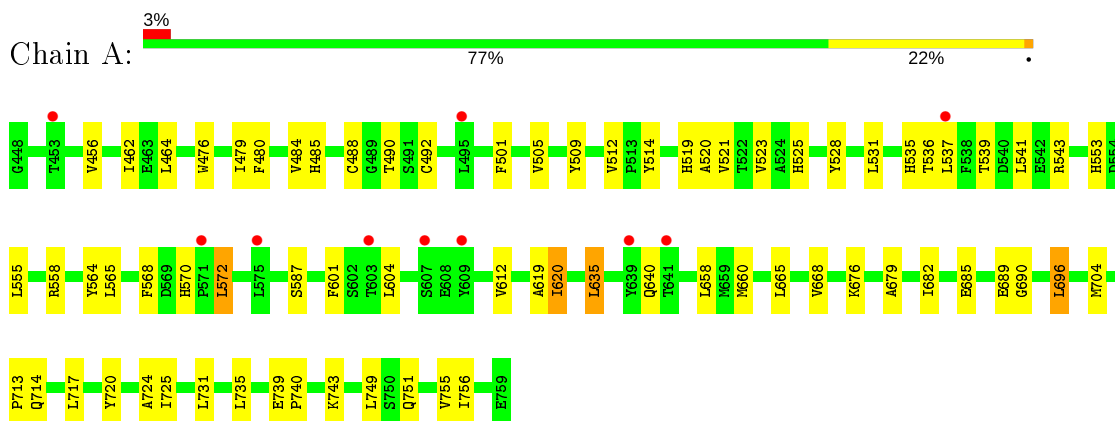 3%
Chain A:
77%
22%
•
G448 T453 V456 I462 E463 L464 W476 I479 F480 V484 H485 C488 G489 T490 S491 C492 L495 F501 V505 Y509 V512 P513 Y514 H519 A520 V521 T522 V523 A524 H525 Y528 L531 H535 T536 L537 F538 T539 D540 L541 E542 R543 H553 D554
L555 R558 Y564 L565 F568 D569 H570 P571 L572 L575 S587 F601 S602 T603 L604 S607 E608 Y609 V612 A619 I620 L635 Y639 Q640 T641 L658 M659 M660 L665 V668 K676 A679 I682 E685 E689 G690 L696 M704
P713 Q714 L717 Y720 A724 I725 L731 L735 E739 P740 K743 L749 S750 Q751 V755 I756 E759